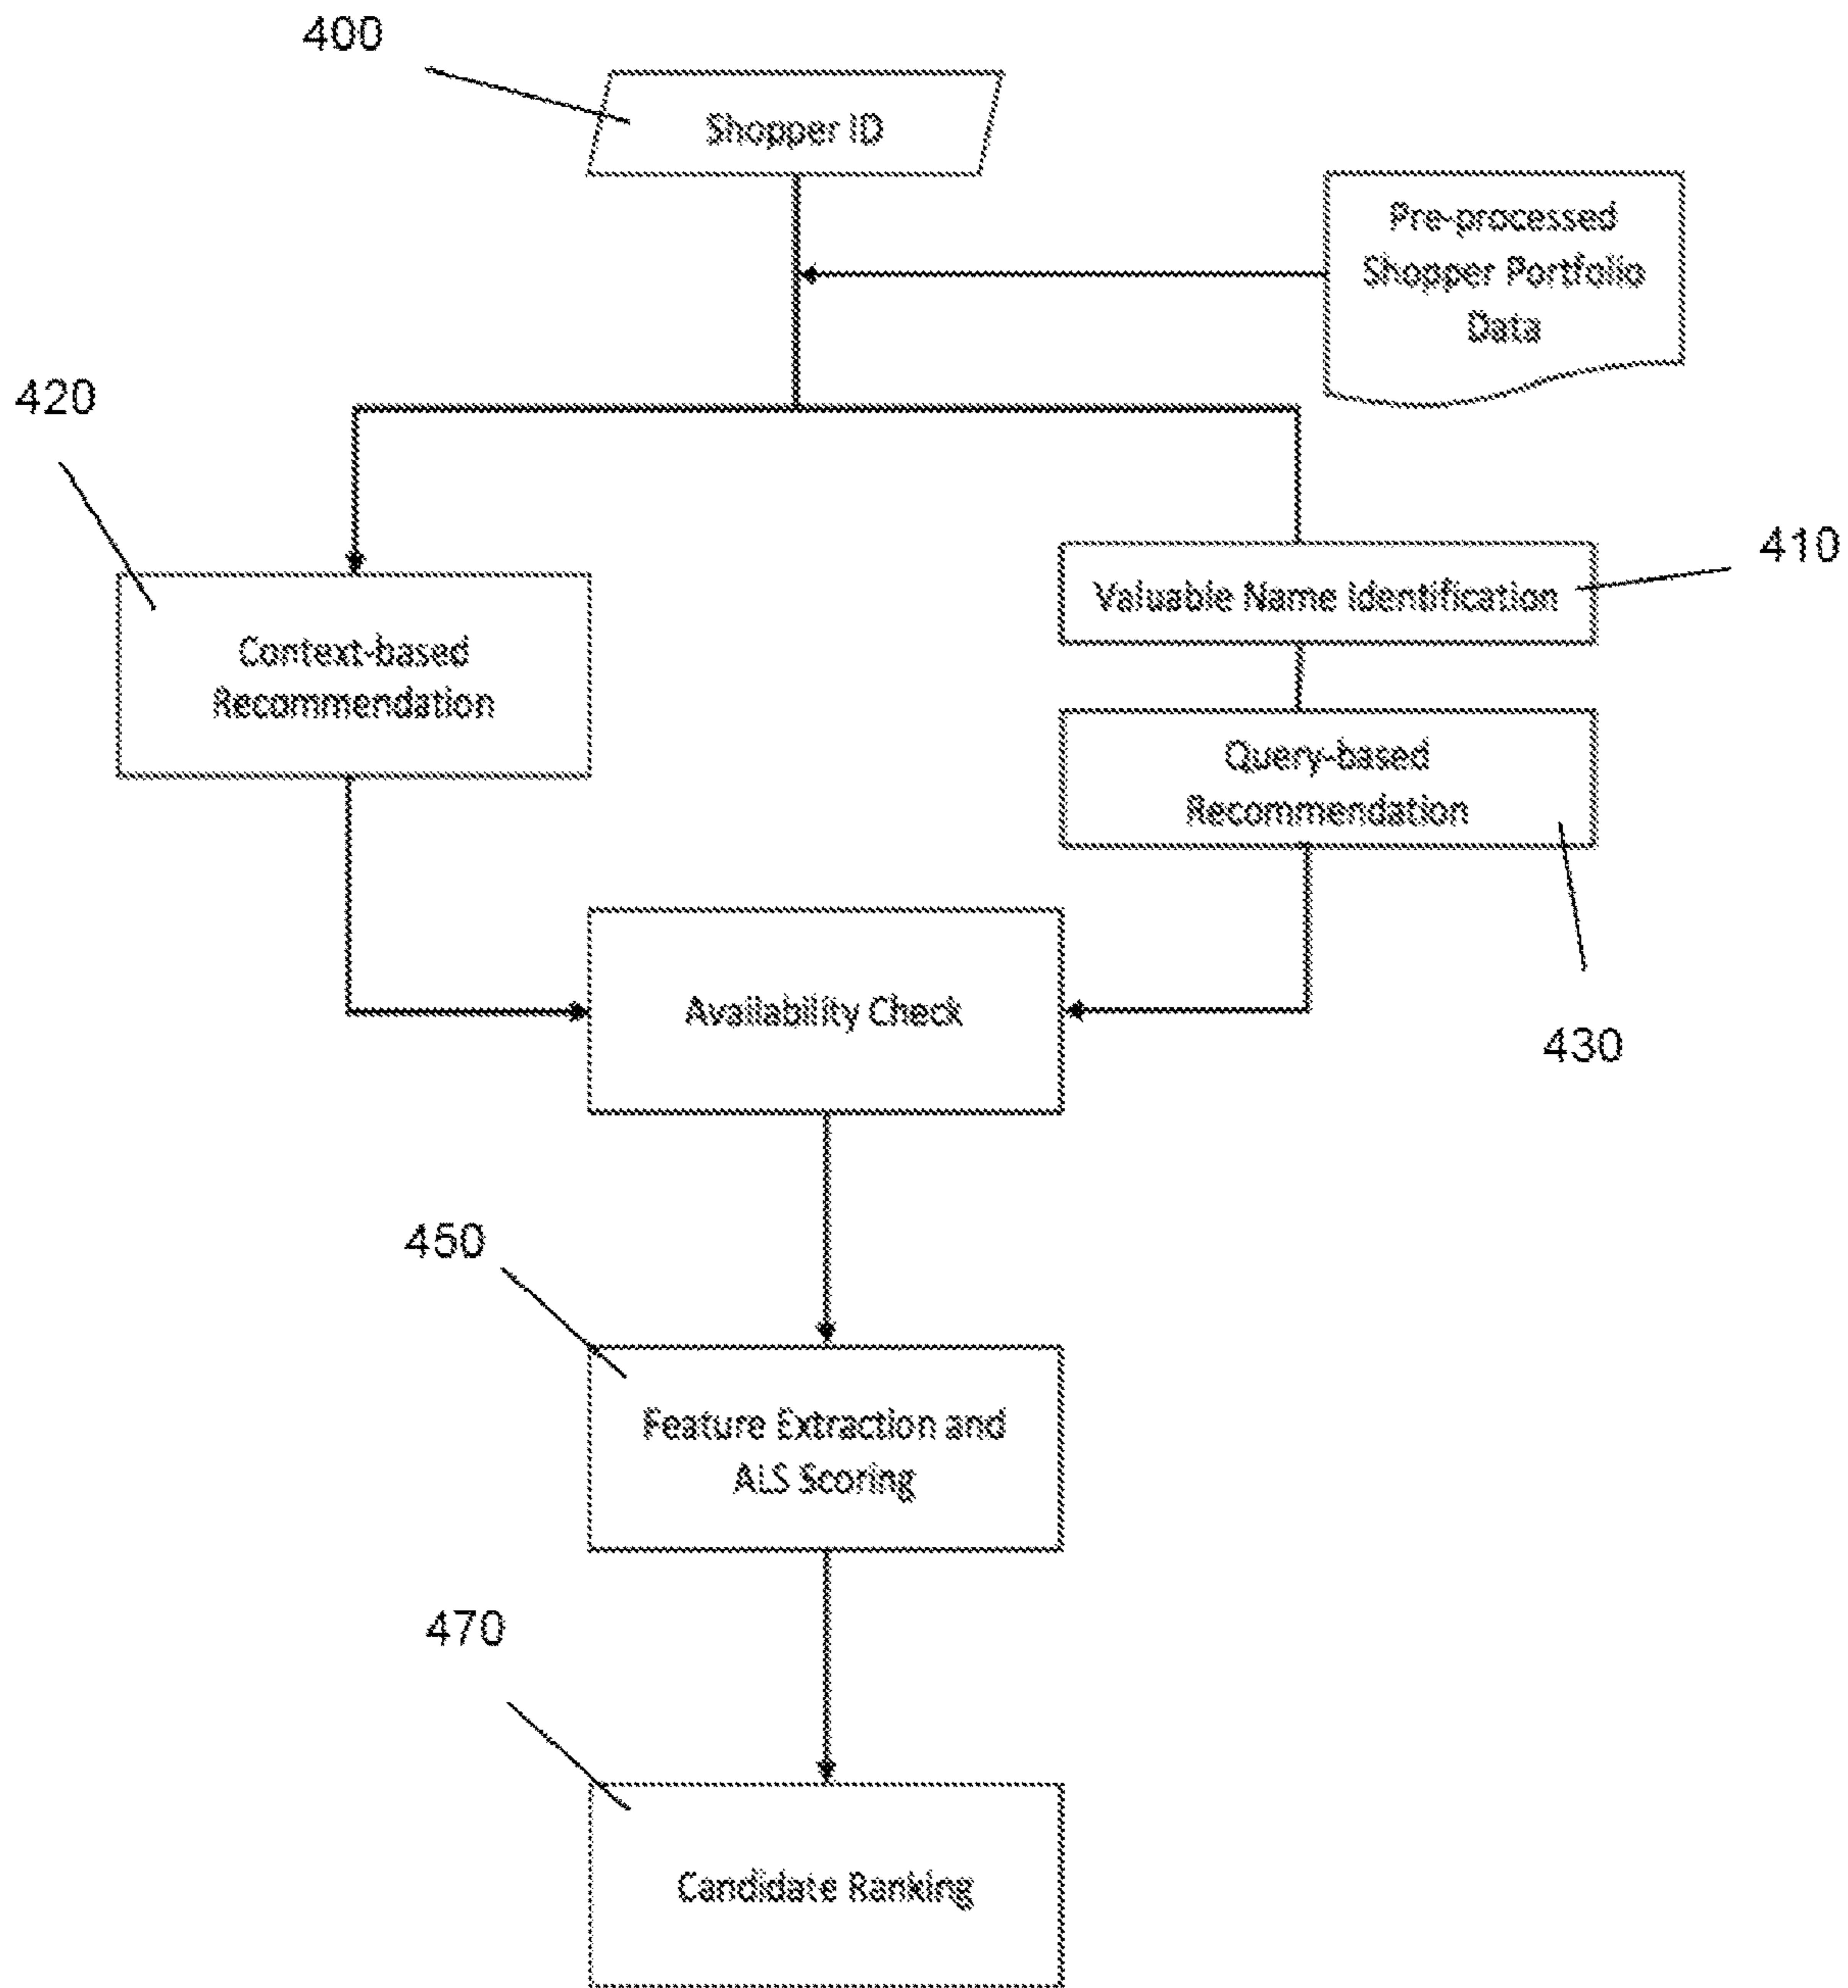 400
Shopper ID
Pre-processed
Shopper Portfolio
Data
420
410
Valuable Name Identification
Context-based
Recommendation
Query-based
Recommendation
Availability Check
430
450
Feature Extraction and
ALS Scoring
470
Candidate Ranking